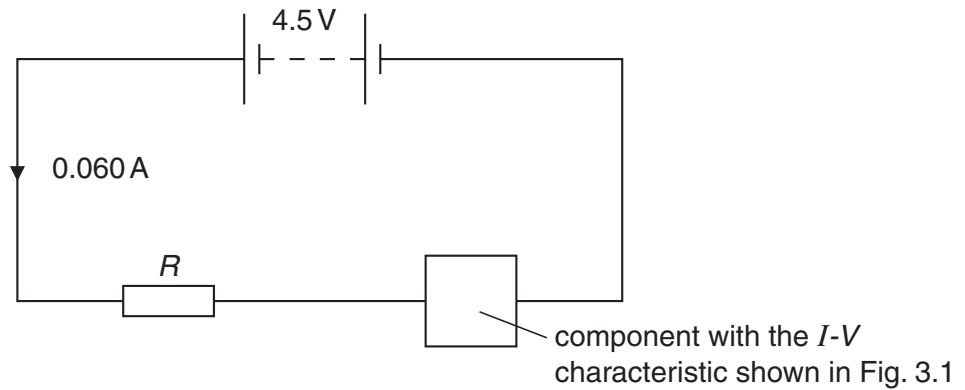 4.5 V
0.060 A
R
component with the I-V
characteristic shown in Fig. 3.1